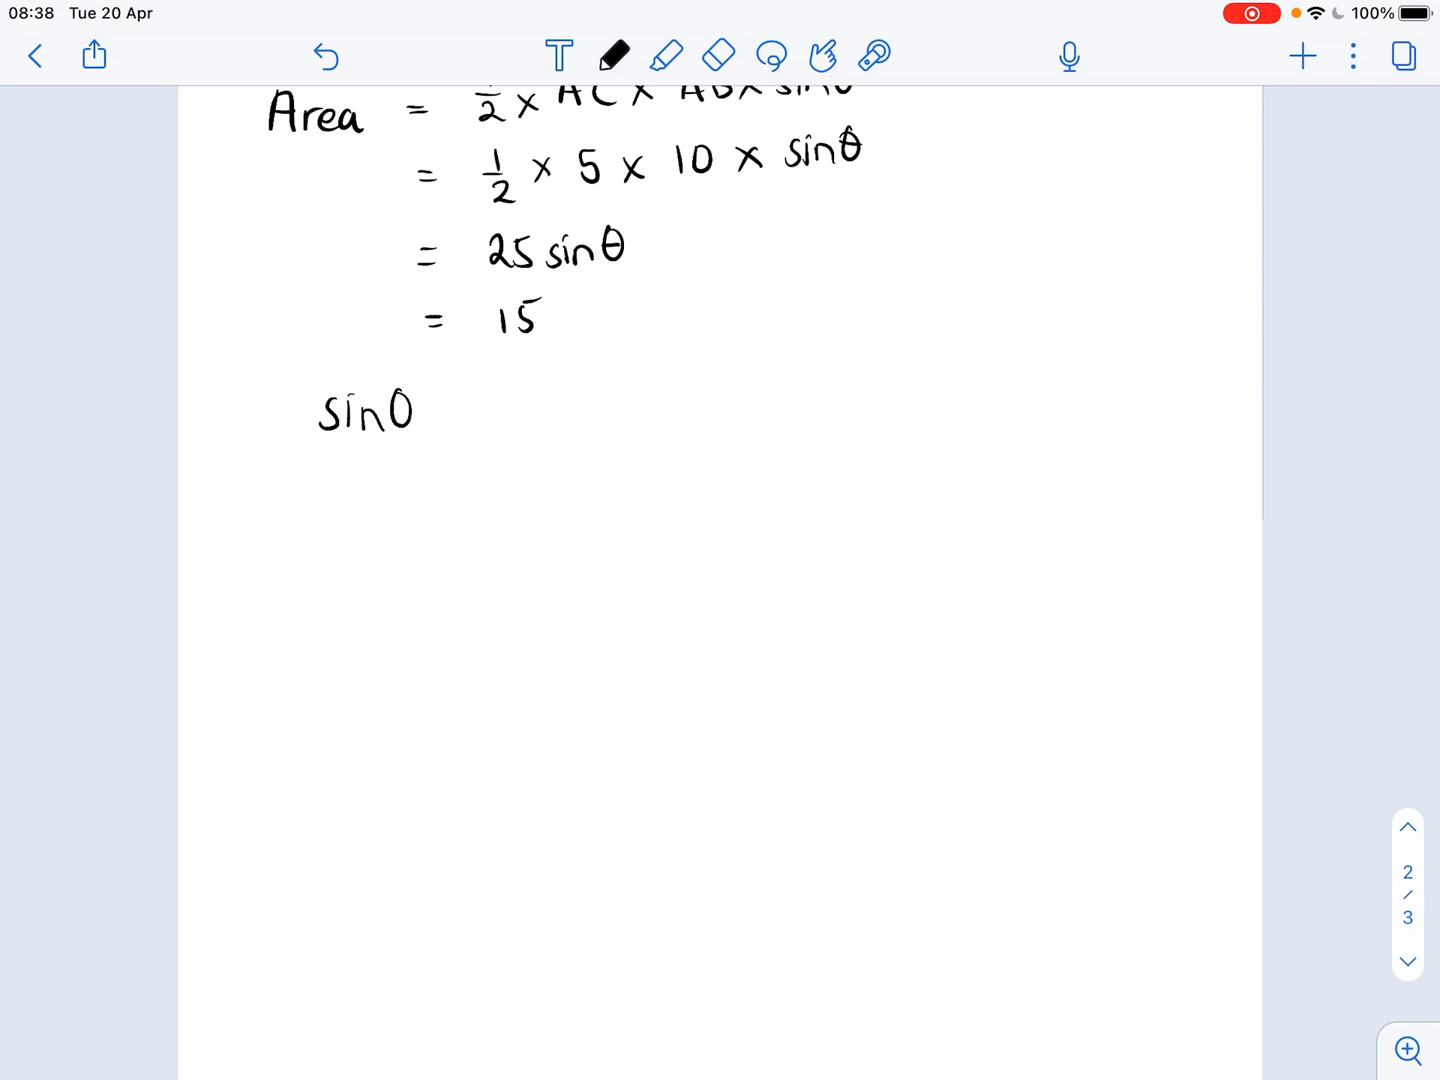 08:38 Tue 20 Apr 100%
T
Area = 1/2 × AC × AB × sinθ
= 1/2 × 5 × 10 × sinθ
= 25 sinθ
= 15
sin0
2
/
3